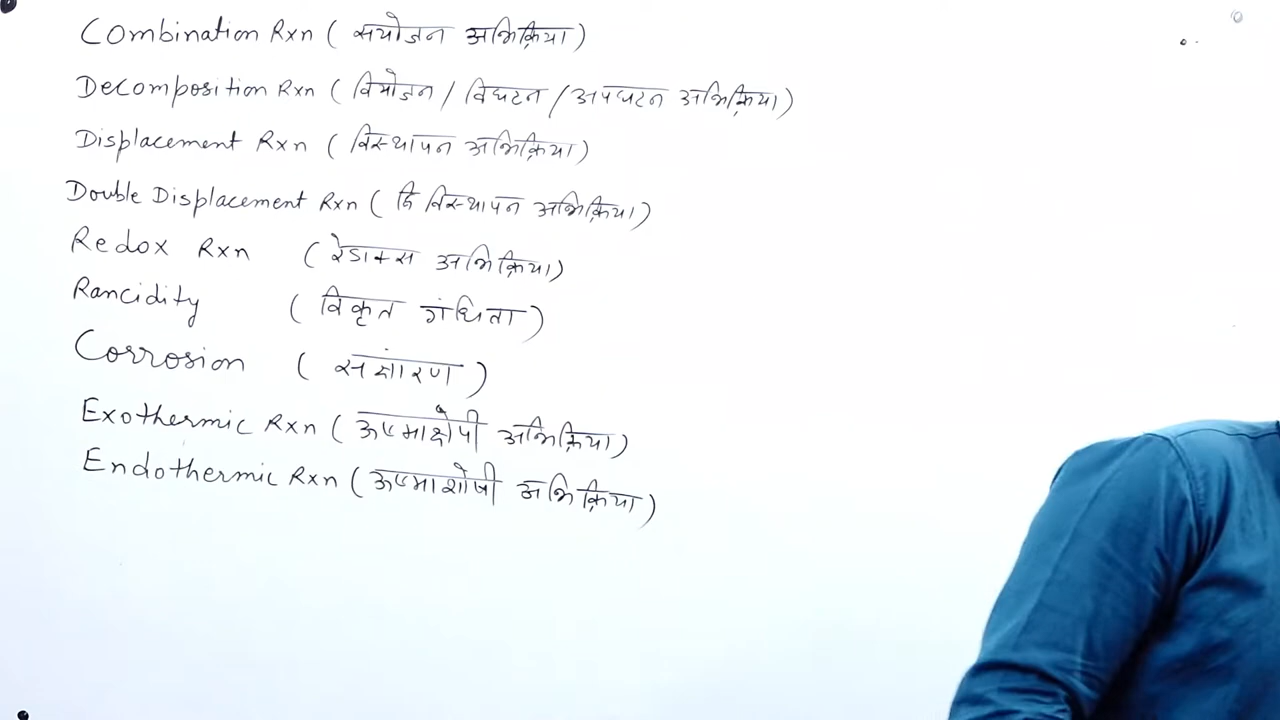 Combination Rxn ( सयोजन अभिक्रिया )
Decomposition Rxn ( वियोजन / विघटन / अपघटन अभिक्रिया )
Displacement Rxn ( विस्थापन अभिक्रिया )
Double Displacement Rxn ( द्वि विस्थापन अभिक्रिया )
Redox Rxn ( रेडाक्स अभिक्रिया )
Rancidity ( विकृत गंधिता )
Corrosion ( संक्षारण )
Exothermic Rxn ( ऊष्माक्षेपी अभिक्रिया )
Endothermic Rxn ( ऊष्माशोषी अभिक्रिया )